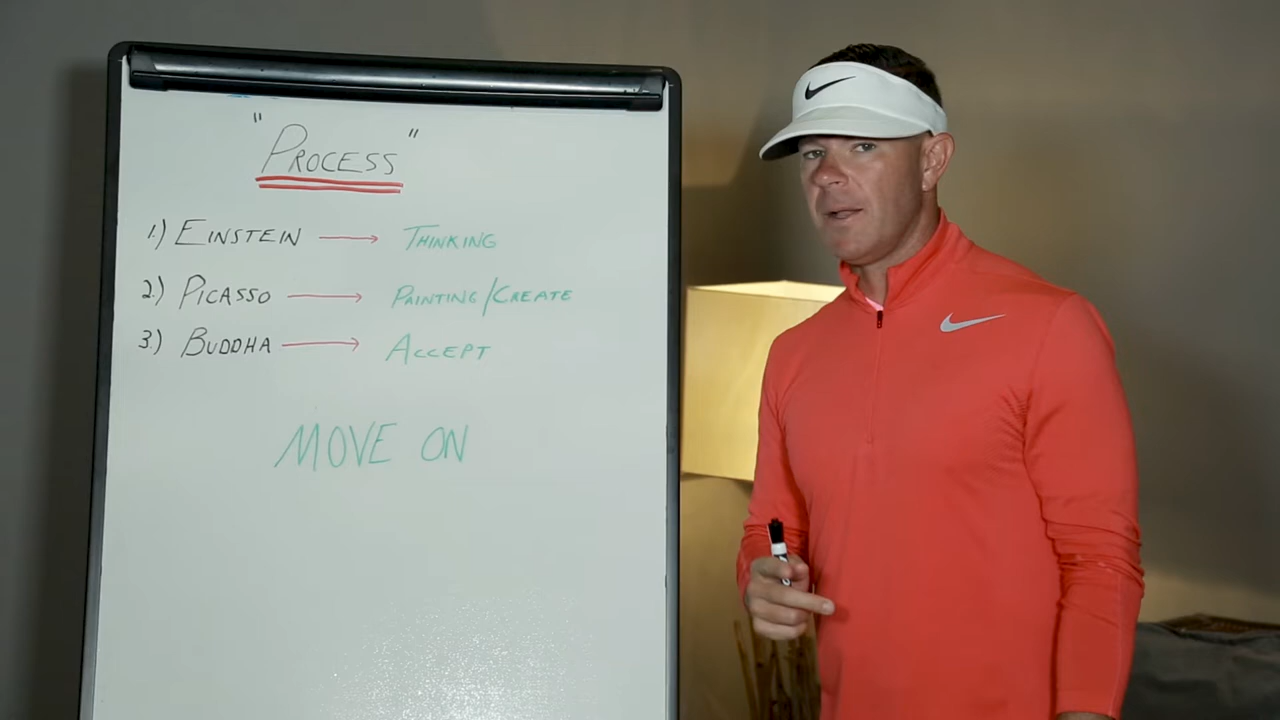 "PROCESS"
1.) EINSTEIN → THINKING
2.) PICASSO → PAINTING/CREATE
3.) BUDDHA → ACCEPT
MOVE ON